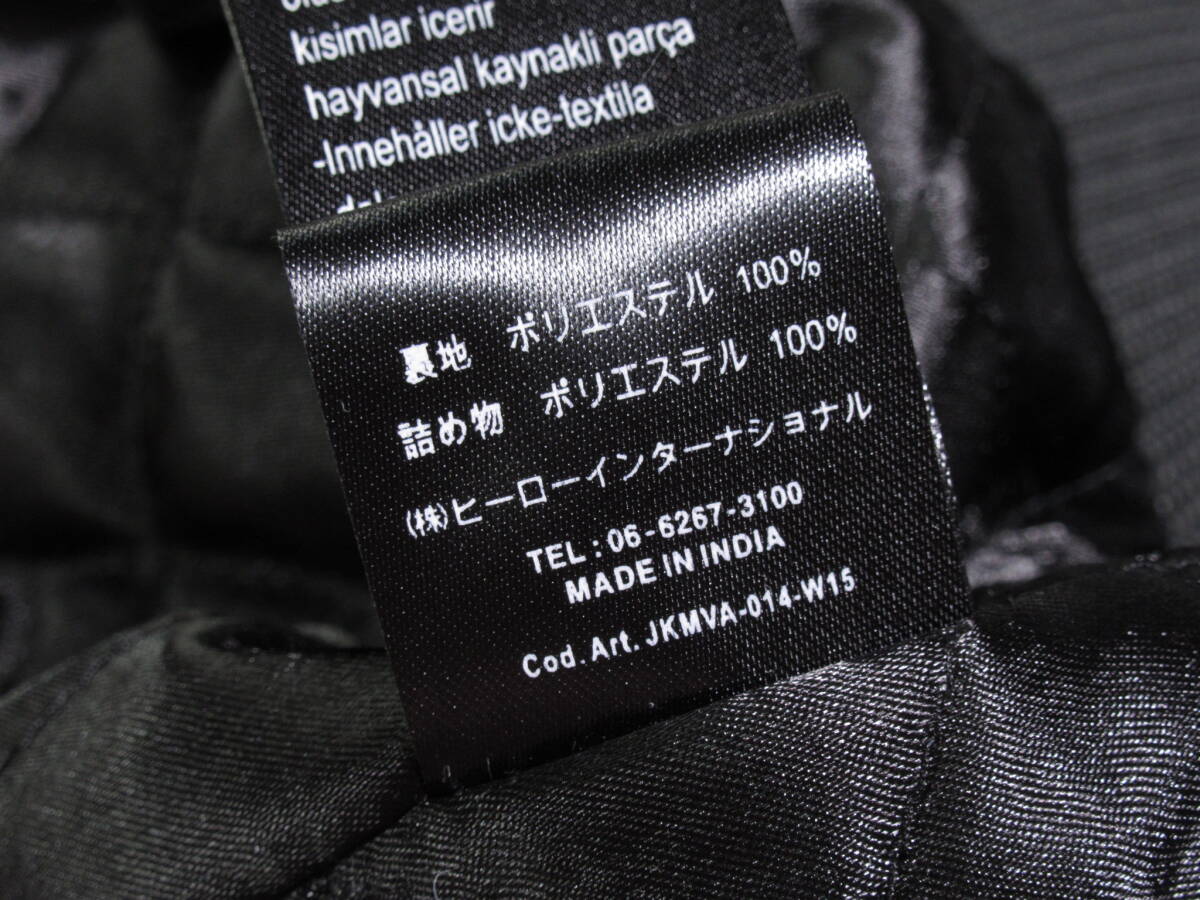 kisimlar icerir
hayvansal kaynakli parça
-Innehåller icke-textila
裏地 ポリエステル 100%
詰め物 ポリエステル 100%
(株)ヒーローインターナショナル
TEL : 06-6267-3100
MADE IN INDIA
Cod. Art. JKMVA-014-W15